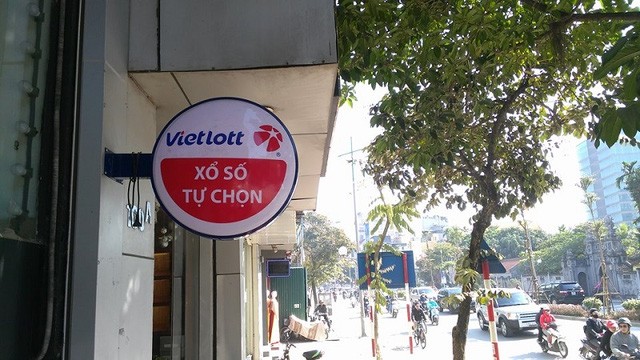 Vietlott
XỔ SỐ
TỰ CHỌN